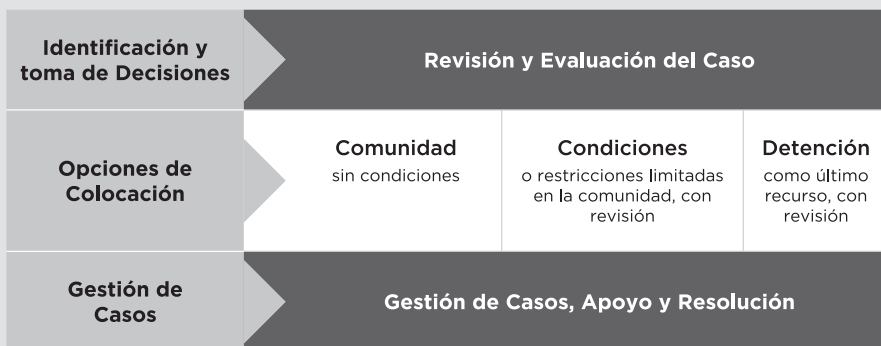 Identificación y
toma de Decisiones
Revisión y Evaluación del Caso
Opciones de
Colocación
Comunidad
sin condiciones
Condiciones
o restricciones limitadas
en la comunidad, con
revisión
Detención
como último
recurso, con
revisión
Gestión de
Casos
Gestión de Casos, Apoyo y Resolución